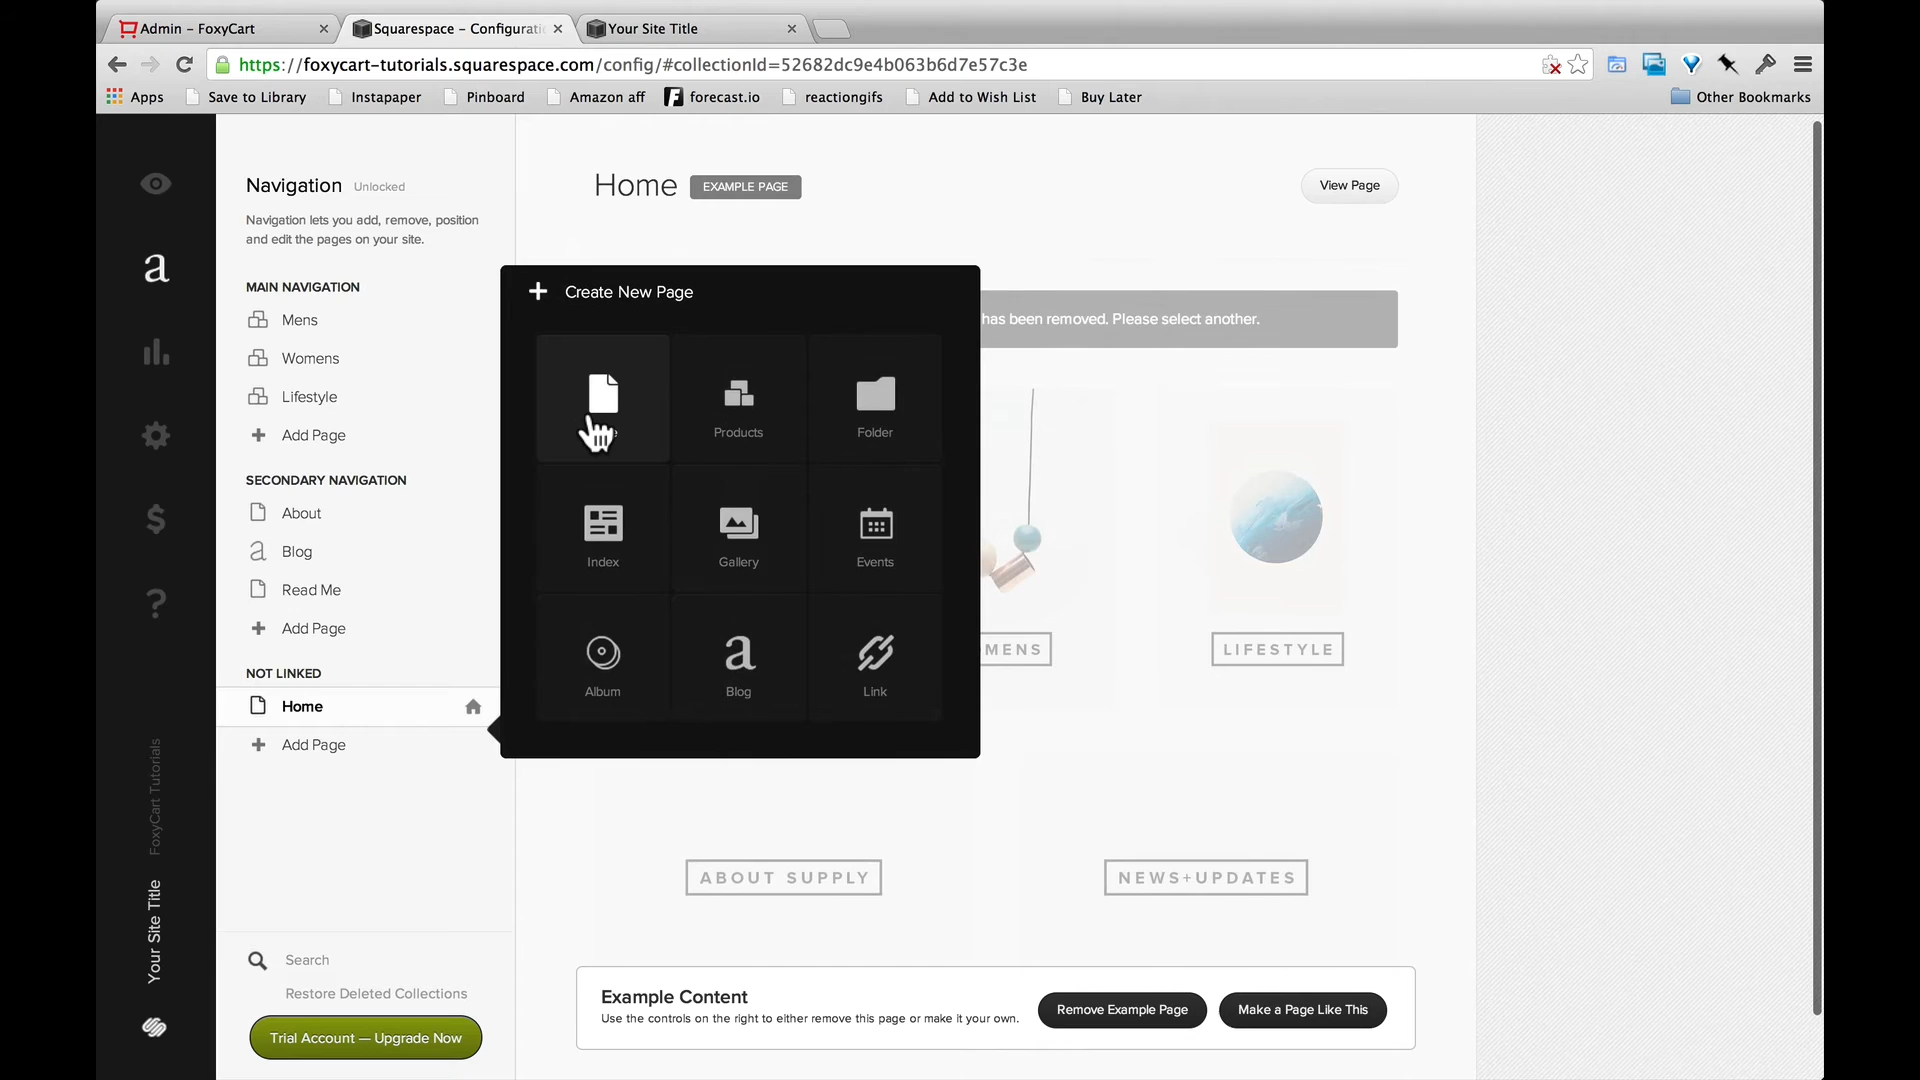 Admin – FoxyCart
Squarespace – Configurati
Your Site Title
https://foxycart-tutorials.squarespace.com/config/#collectionId=52682dc9e4b063b6d7e57c3e
Apps
Save to Library
Instapaper
Pinboard
Amazon aff
forecast.io
reactiongifs
Add to Wish List
Buy Later
Other Bookmarks
Navigation Unlocked
Navigation lets you add, remove, position
and edit the pages on your site.
MAIN NAVIGATION
Mens
Womens
Lifestyle
Add Page
SECONDARY NAVIGATION
About
Blog
Read Me
Add Page
NOT LINKED
Home
Add Page
Search
Restore Deleted Collections
Trial Account — Upgrade Now
FoxyCart Tutorials
Your Site Title
Home EXAMPLE PAGE
View Page
has been removed. Please select another.
Create New Page
Products
Folder
Index
Gallery
Events
Album
Blog
Link
MENS
LIFESTYLE
ABOUT SUPPLY
NEWS+UPDATES
Example Content
Use the controls on the right to either remove this page or make it your own.
Remove Example Page
Make a Page Like This